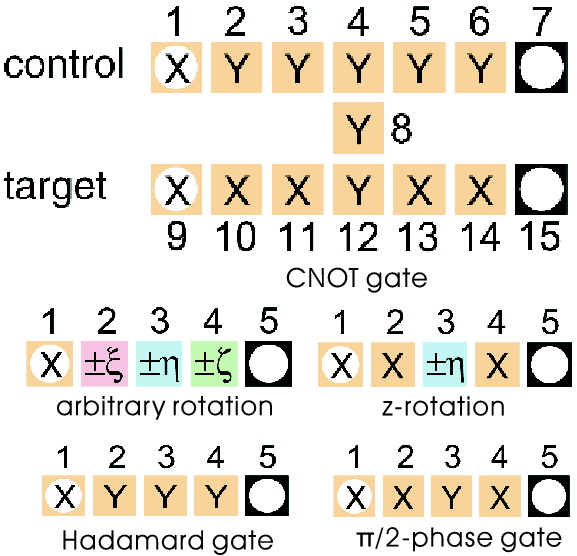 1 2 3 4 5 6 7
control X Y Y Y Y Y
Y 8
target X X X Y X X
9 10 11 12 13 14 15
CNOT gate
1 2 3 4 5
X ±ξ ±η ±ζ
arbitrary rotation
1 2 3 4 5
X X ±η X
z-rotation
1 2 3 4 5
X Y Y Y
Hadamard gate
1 2 3 4 5
X X Y X
π/2-phase gate